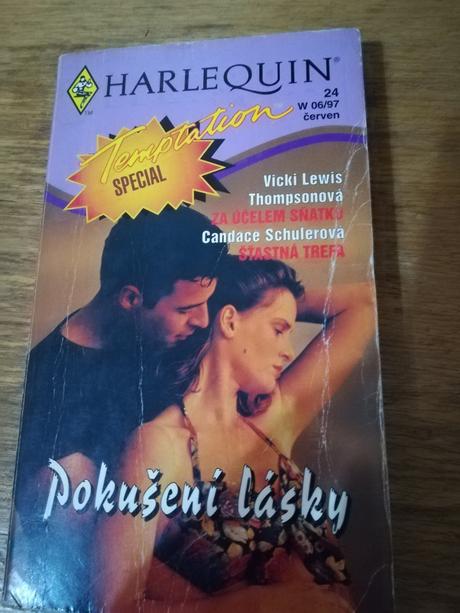 HARLEQUIN®
TM
24
W 06/97
červen
Temptation
SPECIAL
Vicki Lewis
Thompsonová
ZA ÚČELEM SŇATKU
Candace Schulerová
ŠŤASTNÁ TREFA
Pokušení lásky